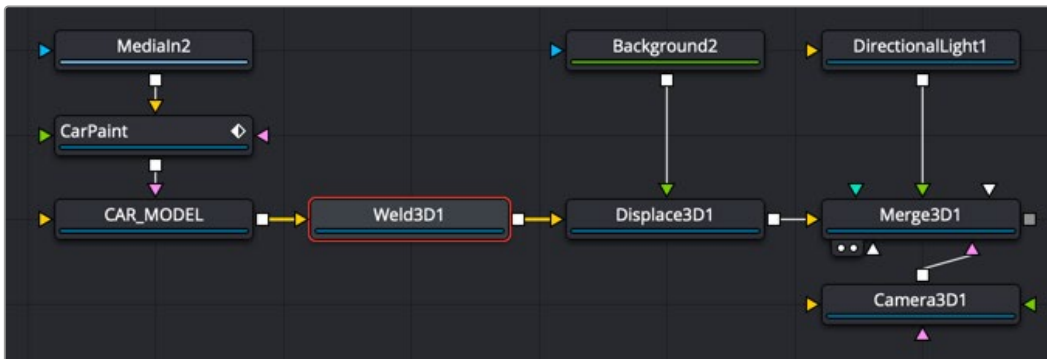 MediaIn2
Background2
DirectionalLight1
CarPaint
CAR_MODEL
Weld3D1
Displace3D1
Merge3D1
Camera3D1